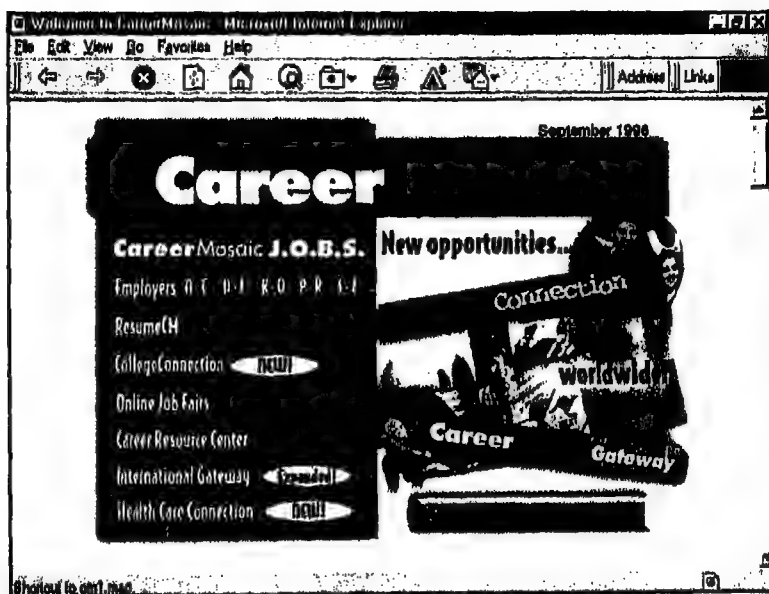 Welcome to CareerMosaic - Microsoft Internet Explorer
File Edit View Go Favorites Help
Address Links
September 1996
Career
CareerMosaic J.O.B.S.
New opportunities...
Employers
Connection
ResumeCM
CollegeConnection NEW!
worldwide
Online Job Fairs
Career Resource Center
Career
Gateway
International Gateway Expanded!
Health Care Connection NEW!
Shortcut to cm1.map